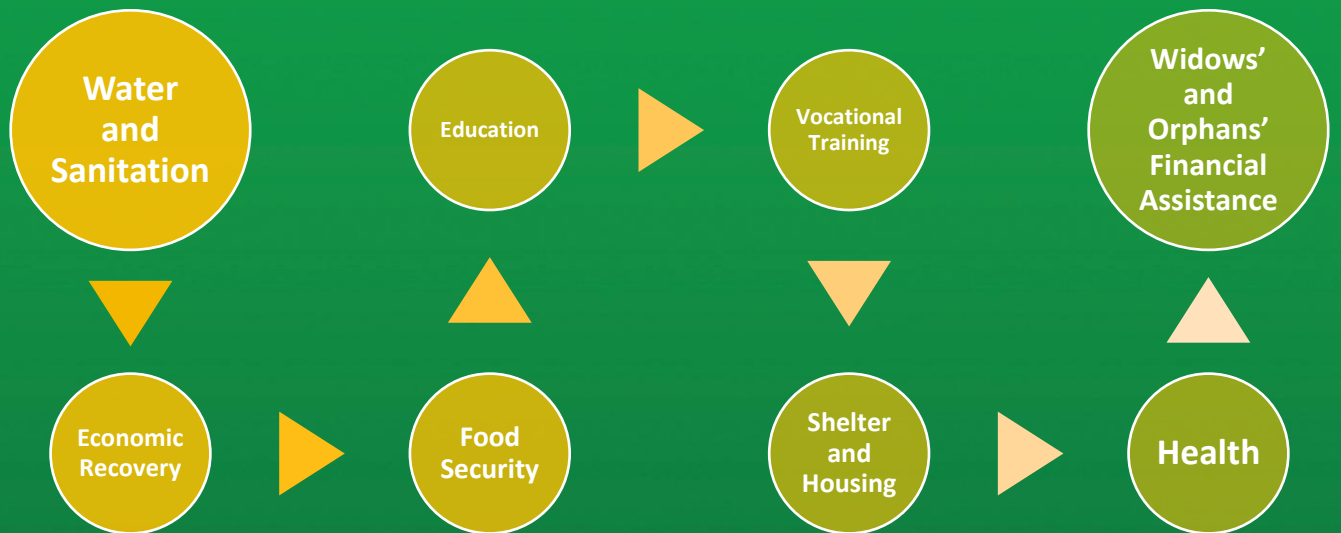 Water
and
Sanitation
Economic
Recovery
Food
Security
Education
Vocational
Training
Shelter
and
Housing
Health
Widows’
and
Orphans’
Financial
Assistance